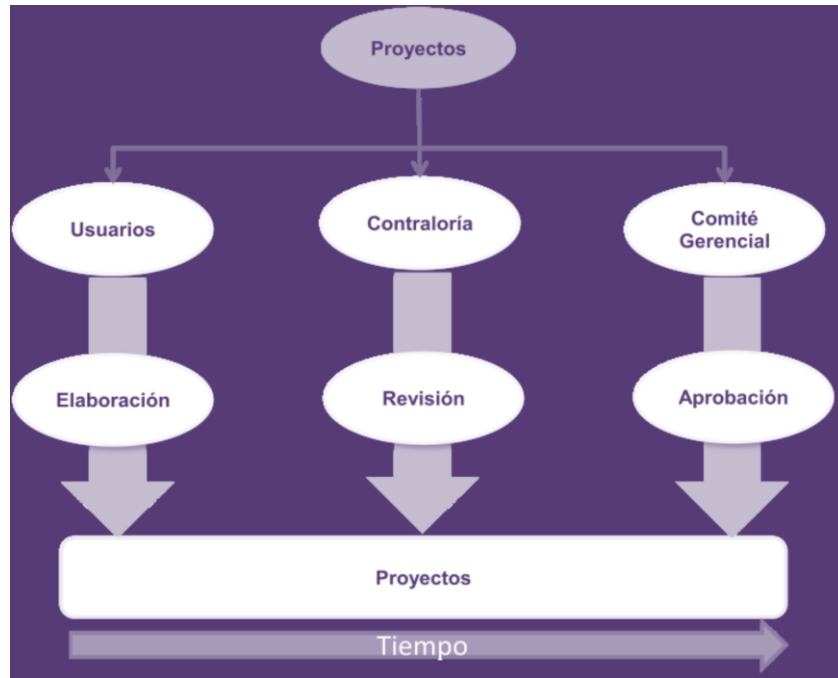 Proyectos
Usuarios
Contraloría
Comité
Gerencial
Elaboración
Revisión
Aprobación
Proyectos
Tiempo